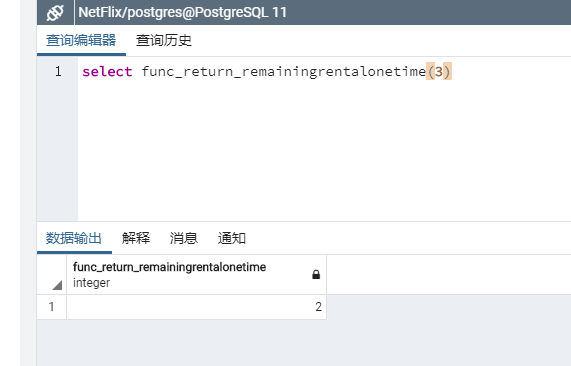 NetFlix/postgres@PostgreSQL 11
查询编辑器 查询历史
1 select func_return_remainingrentalonetime(3)
数据输出 解释 消息 通知
func_return_remainingrentalonetime
integer
1 2